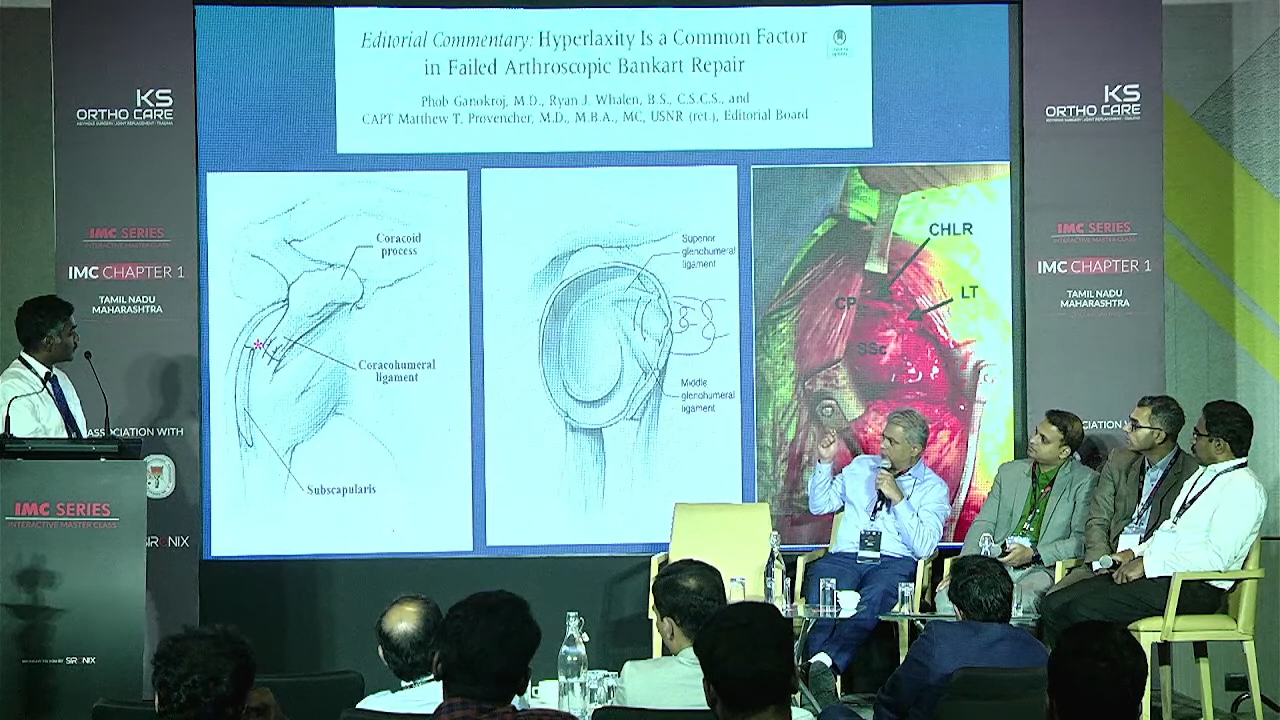 Editorial Commentary: Hyperlaxity Is a Common Factor
in Failed Arthroscopic Bankart Repair
Phob Ganokroj, M.D., Ryan J. Whalen, B.S., C.S.C.S., and
CAPT Matthew T. Provencher, M.D., M.B.A., MC, USNR (ret.), Editorial Board
KS
ORTHO CARE
IMC SERIES
INTERACTIVE MASTER CLASS
IMC CHAPTER 1
TAMIL NADU
MAHARASHTRA
ASSOCIATION WITH
SIRONIX
Coracoid
process
Coracohumeral
ligament
Subscapularis
Superior
glenohumeral
ligament
Middle
glenohumeral
ligament
CHLR
LT
CP
SSc
KS
ORTHO CARE
IMC SERIES
INTERACTIVE MASTER CLASS
IMC CHAPTER 1
TAMIL NADU
MAHARASHTRA
CIATION
IMC SERIES
INTERACTIVE MASTER CLASS
SIRONIX